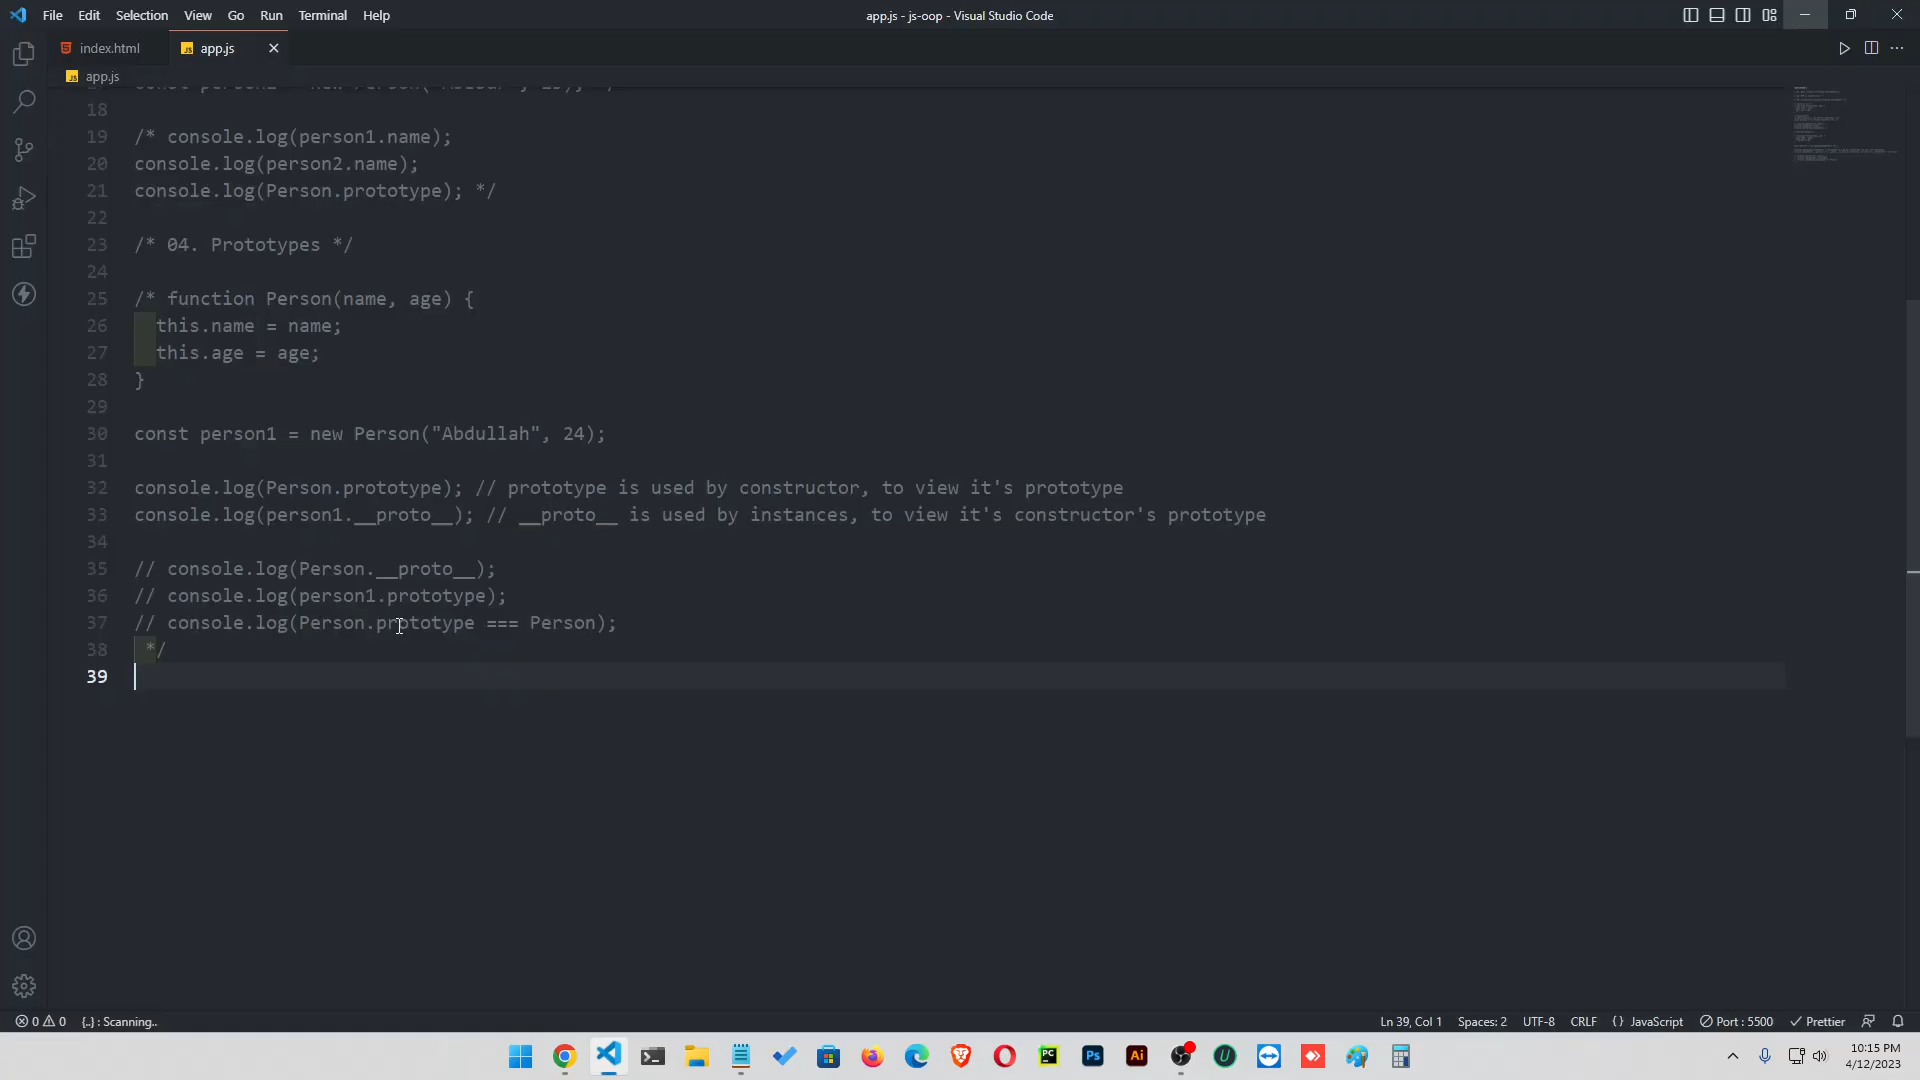 File Edit Selection View Go Run Terminal Help
app.js - js-oop - Visual Studio Code
index.html
JS app.js
JS app.js
18
19 /* console.log(person1.name);
20 console.log(person2.name);
21 console.log(Person.prototype); */
22
23 /* 04. Prototypes */
24
25 /* function Person(name, age) {
26 this.name = name;
27 this.age = age;
28 }
29
30 const person1 = new Person("Abdullah", 24);
31
32 console.log(Person.prototype); // prototype is used by constructor, to view it's prototype
33 console.log(person1.__proto__); // __proto__ is used by instances, to view it's constructor's prototype
34
35 // console.log(Person.__proto__);
36 // console.log(person1.prototype);
37 // console.log(Person.prototype === Person);
38 */
39
0 0 {..} : Scanning..
Ln 39, Col 1 Spaces: 2 UTF-8 CRLF {} JavaScript Port : 5500 Prettier
PC Ps Ai U
10:15 PM
4/12/2023